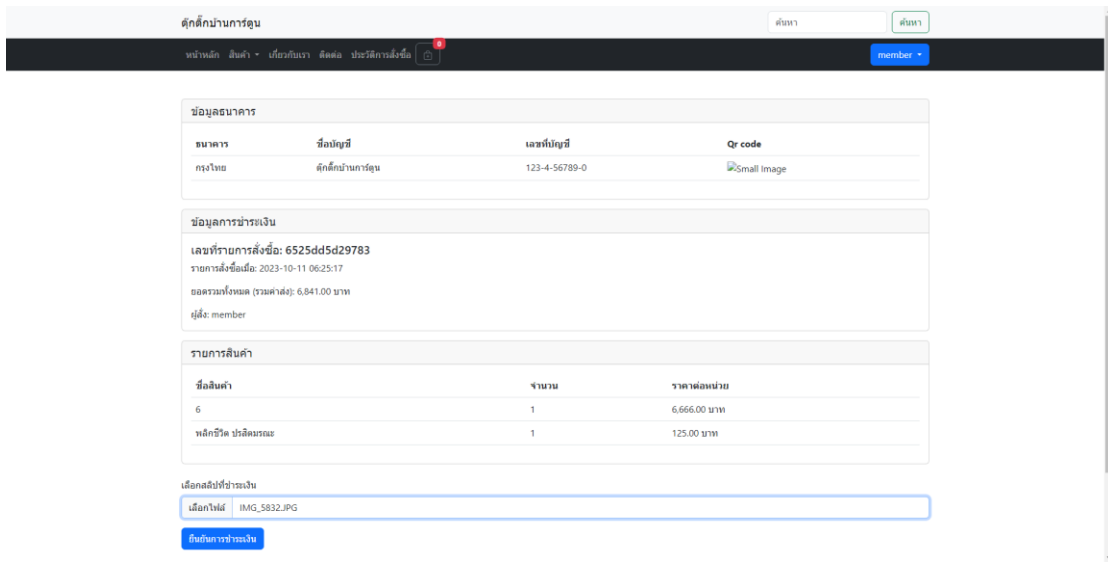 ตุ๊กติ๊กบ้านการ์ตูน ค้นหา ค้นหา
0
หน้าหลัก สินค้า เกี่ยวกับเรา ติดต่อ ประวัติการสั่งซื้อ member
ข้อมูลธนาคาร
ธนาคาร ชื่อบัญชี เลขที่บัญชี Qr code
กรุงไทย ตุ๊กติ๊กบ้านการ์ตูน 123-4-56789-0 Small Image
ข้อมูลการชำระเงิน
เลขที่รายการสั่งซื้อ: 6525dd5d29783
รายการสั่งซื้อเมื่อ: 2023-10-11 06:25:17
ยอดรวมทั้งหมด (รวมค่าส่ง): 6,841.00 บาท
ผู้สั่ง: member
รายการสินค้า
ชื่อสินค้า จำนวน ราคาต่อหน่วย
6 1 6,666.00 บาท
พลิกชีวิต ปรสิตมรณะ 1 125.00 บาท
เลือกสลิปที่ชำระเงิน
เลือกไฟล์ IMG_5832.JPG
ยืนยันการชำระเงิน